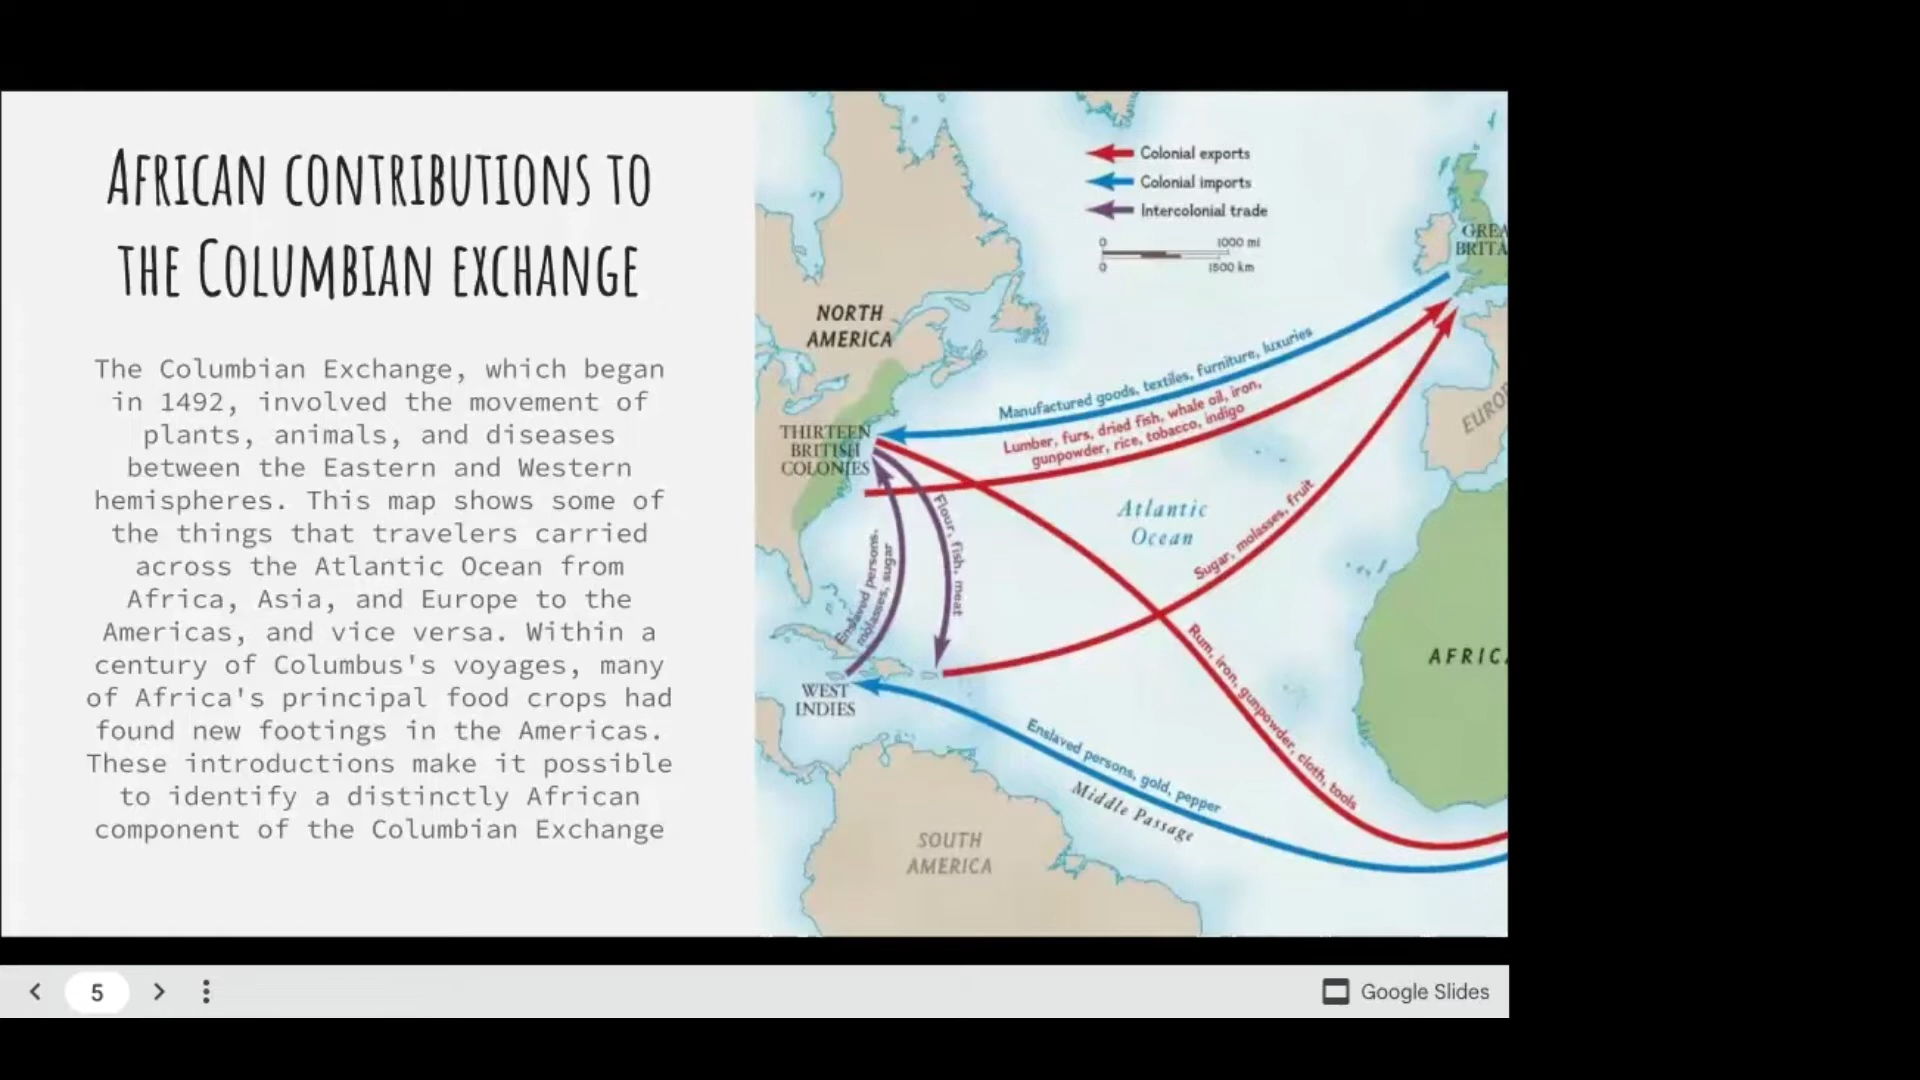 AFRICAN CONTRIBUTIONS TO
THE COLUMBIAN EXCHANGE
The Columbian Exchange, which began
in 1492, involved the movement of
plants, animals, and diseases
between the Eastern and Western
hemispheres. This map shows some of
the things that travelers carried
across the Atlantic Ocean from
Africa, Asia, and Europe to the
Americas, and vice versa. Within a
century of Columbus's voyages, many
of Africa's principal food crops had
found new footings in the Americas.
These introductions make it possible
to identify a distinctly African
component of the Columbian Exchange
Colonial exports
Colonial imports
Intercolonial trade
0 1000 mi
0 1500 km
GREA
BRITA
NORTH
AMERICA
EURO
Manufactured goods, textiles, furniture, luxuries
Lumber, furs, dried fish, whale oil, iron,
gunpowder, rice, tobacco, indigo
THIRTEEN
BRITISH
COLONIES
Atlantic
Ocean
Flour, fish, meat
Sugar, molasses, fruit
Enslaved persons,
molasses, sugar
AFRICA
Rum, iron, gunpowder, cloth, tools
WEST
INDIES
Enslaved persons, gold, pepper
Middle Passage
SOUTH
AMERICA
5
Google Slides